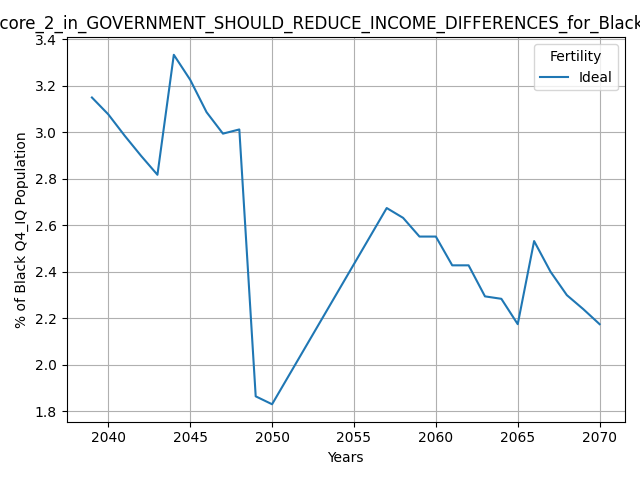 core_2_in_GOVERNMENT_SHOULD_REDUCE_INCOME_DIFFERENCES_for_Black
3.4
3.2
3.0
2.8
2.6
2.4
2.2
2.0
1.8
% of Black Q4_IQ Population
Fertility
Ideal
2040 2045 2050 2055 2060 2065 2070
Years